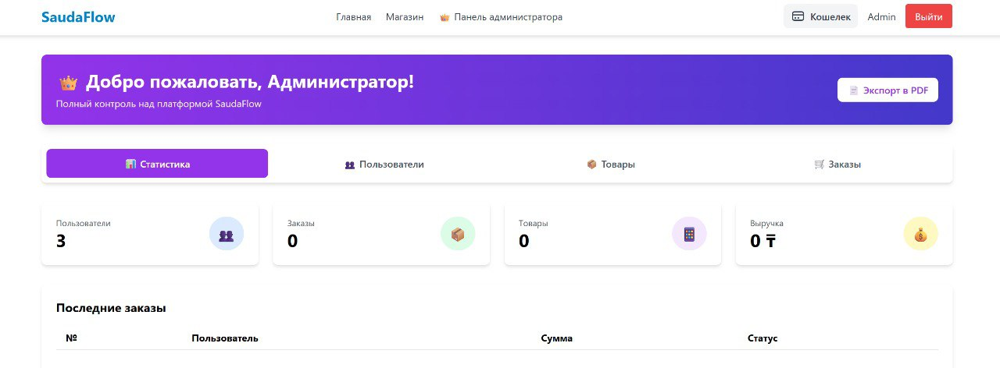 SaudaFlow Главная Магазин Панель администратора Кошелек Admin Выйти
Добро пожаловать, Администратор!
Полный контроль над платформой SaudaFlow
Экспорт в PDF
Статистика Пользователи Товары Заказы
Пользователи
3
Заказы
0
Товары
0
Выручка
0 ₸
Последние заказы
№ Пользователь Сумма Статус